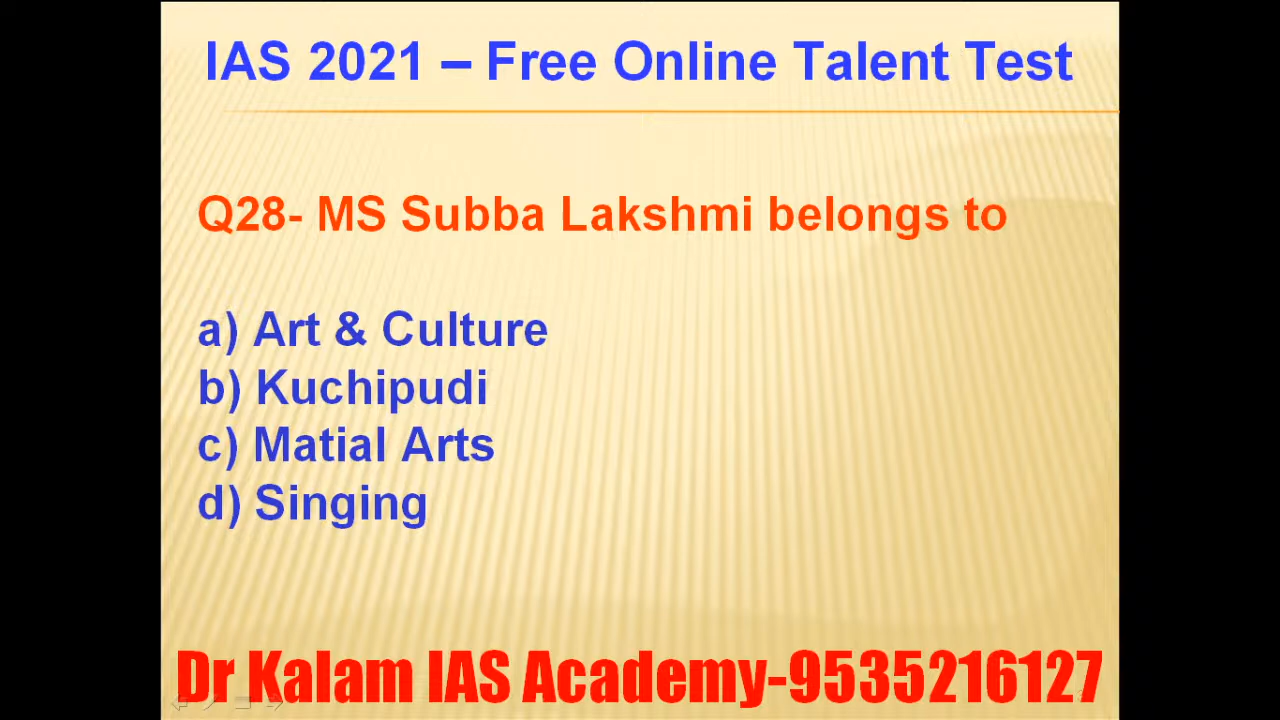 IAS 2021 – Free Online Talent Test
Q28- MS Subba Lakshmi belongs to
a) Art & Culture
b) Kuchipudi
c) Matial Arts
d) Singing
Dr Kalam IAS Academy-9535216127